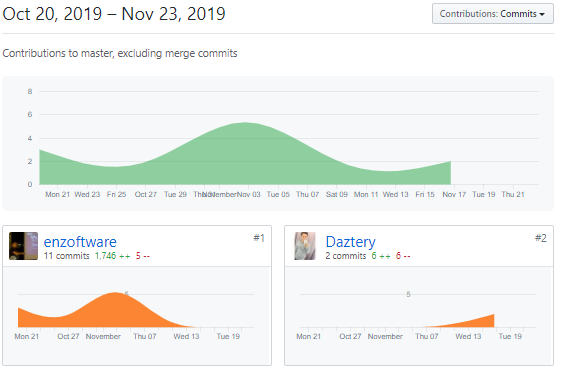 Oct 20, 2019 – Nov 23, 2019
Contributions: Commits
Contributions to master, excluding merge commits
8
6
4
2
0
Mon 21 Wed 23 Fri 25 Oct 27 Tue 29 Thu 31 November Nov 03 Tue 05 Thu 07 Sat 09 Mon 11 Wed 13 Fri 15 Nov 17 Tue 19 Thu 21
enzoftware #1
11 commits 1,746 ++ 5 --
5
Mon 21 Oct 27 November Thu 07 Wed 13 Tue 19
Daztery #2
2 commits 6 ++ 6 --
5
Mon 21 Oct 27 November Thu 07 Wed 13 Tue 19